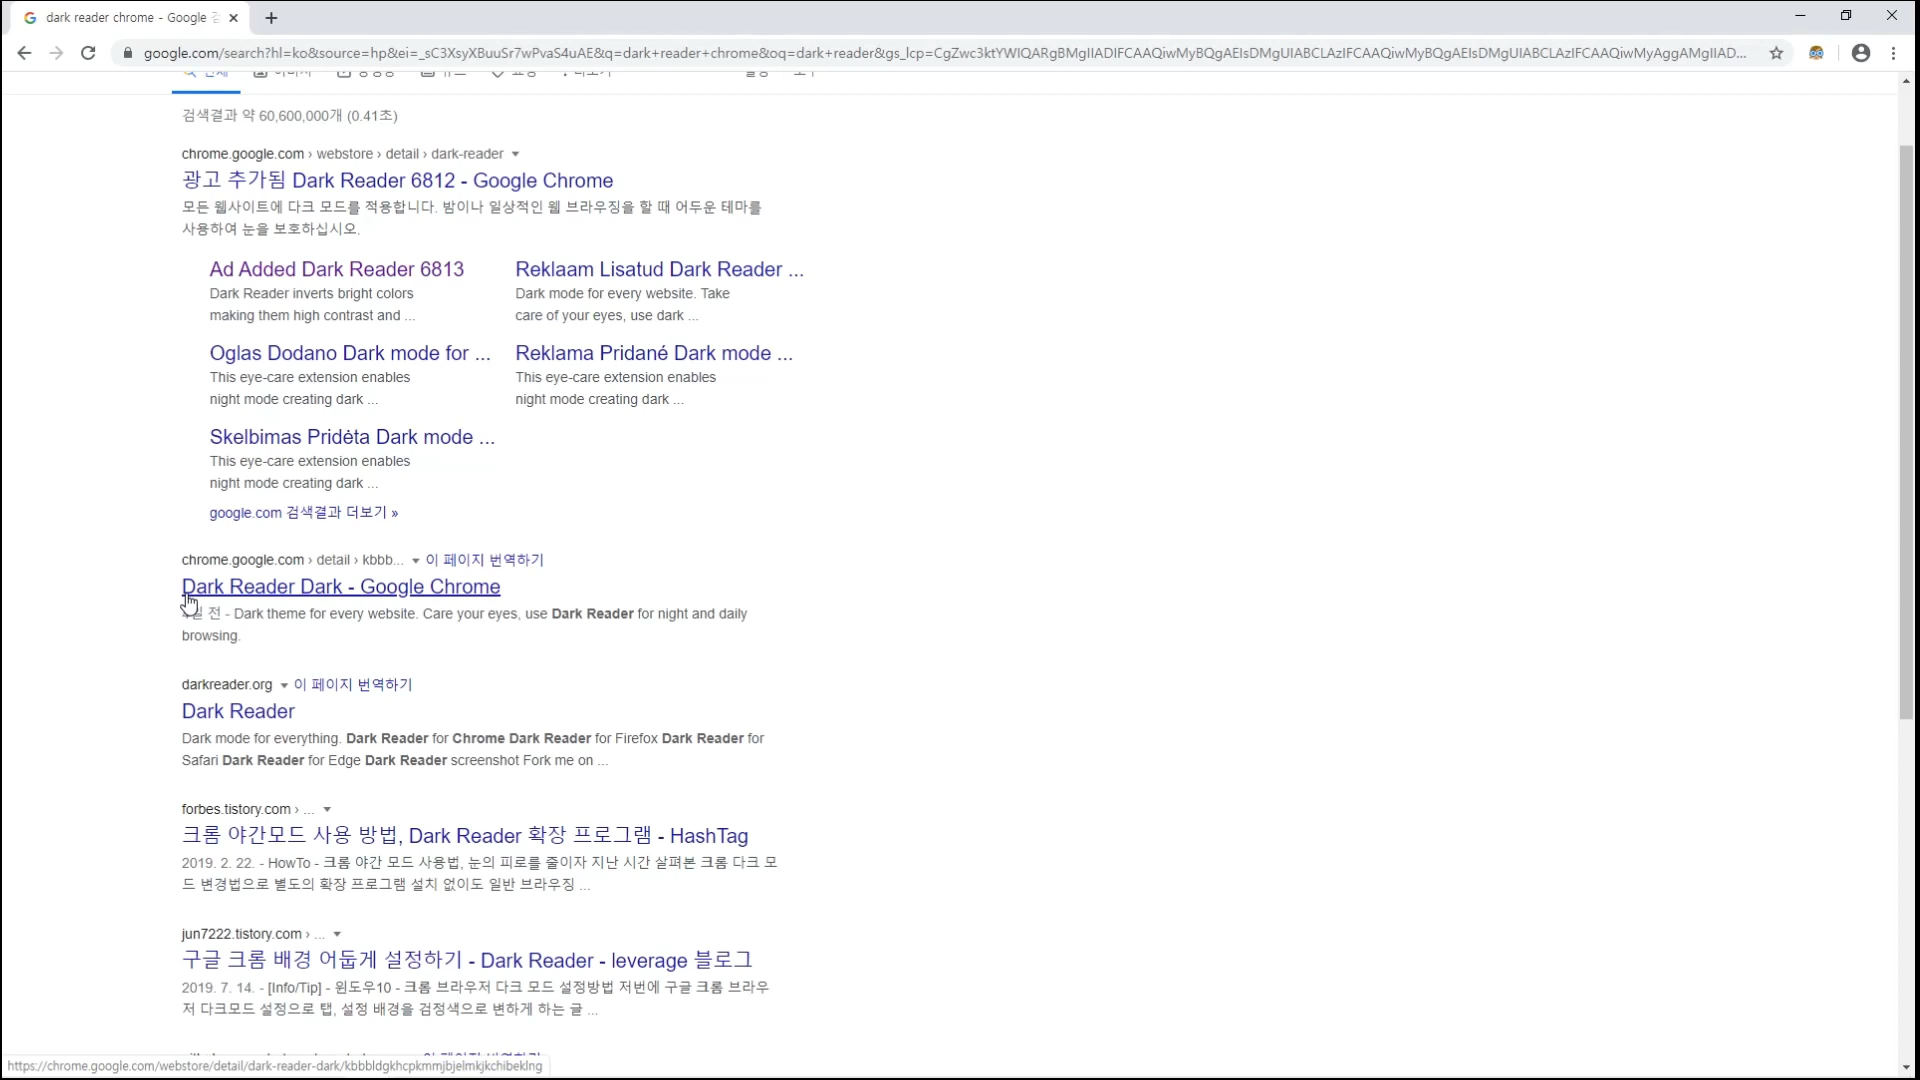 dark reader chrome - Google 검
google.com/search?hl=ko&source=hp&ei=_sC3XsyXBuuSr7wPvaS4uAE&q=dark+reader+chrome&oq=dark+reader&gs_lcp=CgZwc3ktYWIQARgBMgIIADIFCAAQiwMyBQgAEIsDMgUIABCLAzIFCAAQiwMyBQgAEIsDMgUIABCLAzIFCAAQiwMyAggAMgIIAD...
검색결과 약 60,600,000개 (0.41초)
chrome.google.com › webstore › detail › dark-reader
광고 추가됨 Dark Reader 6812 - Google Chrome
모든 웹사이트에 다크 모드를 적용합니다. 밤이나 일상적인 웹 브라우징을 할 때 어두운 테마를
사용하여 눈을 보호하십시오.
Ad Added Dark Reader 6813
Dark Reader inverts bright colors
making them high contrast and ...
Reklaam Lisatud Dark Reader ...
Dark mode for every website. Take
care of your eyes, use dark ...
Oglas Dodano Dark mode for ...
This eye-care extension enables
night mode creating dark ...
Reklama Pridané Dark mode ...
This eye-care extension enables
night mode creating dark ...
Skelbimas Pridėta Dark mode ...
This eye-care extension enables
night mode creating dark ...
google.com 검색결과 더보기 »
chrome.google.com › detail › kbbb... 이 페이지 번역하기
Dark Reader Dark - Google Chrome
전 - Dark theme for every website. Care your eyes, use Dark Reader for night and daily
browsing.
darkreader.org 이 페이지 번역하기
Dark Reader
Dark mode for everything. Dark Reader for Chrome Dark Reader for Firefox Dark Reader for
Safari Dark Reader for Edge Dark Reader screenshot Fork me on ...
forbes.tistory.com › ...
크롬 야간모드 사용 방법, Dark Reader 확장 프로그램 - HashTag
2019. 2. 22. - HowTo - 크롬 야간 모드 사용법, 눈의 피로를 줄이자 지난 시간 살펴본 크롬 다크 모
드 변경법으로 별도의 확장 프로그램 설치 없이도 일반 브라우징 ...
jun7222.tistory.com › ...
구글 크롬 배경 어둡게 설정하기 - Dark Reader - leverage 블로그
2019. 7. 14. - [Info/Tip] - 윈도우10 - 크롬 브라우저 다크 모드 설정방법 저번에 구글 크롬 브라우
저 다크모드 설정으로 탭, 설정 배경을 검정색으로 변하게 하는 글 ...
https://chrome.google.com/webstore/detail/dark-reader-dark/kbbbldgkhcpkmmjbjelmkjkchibeklng